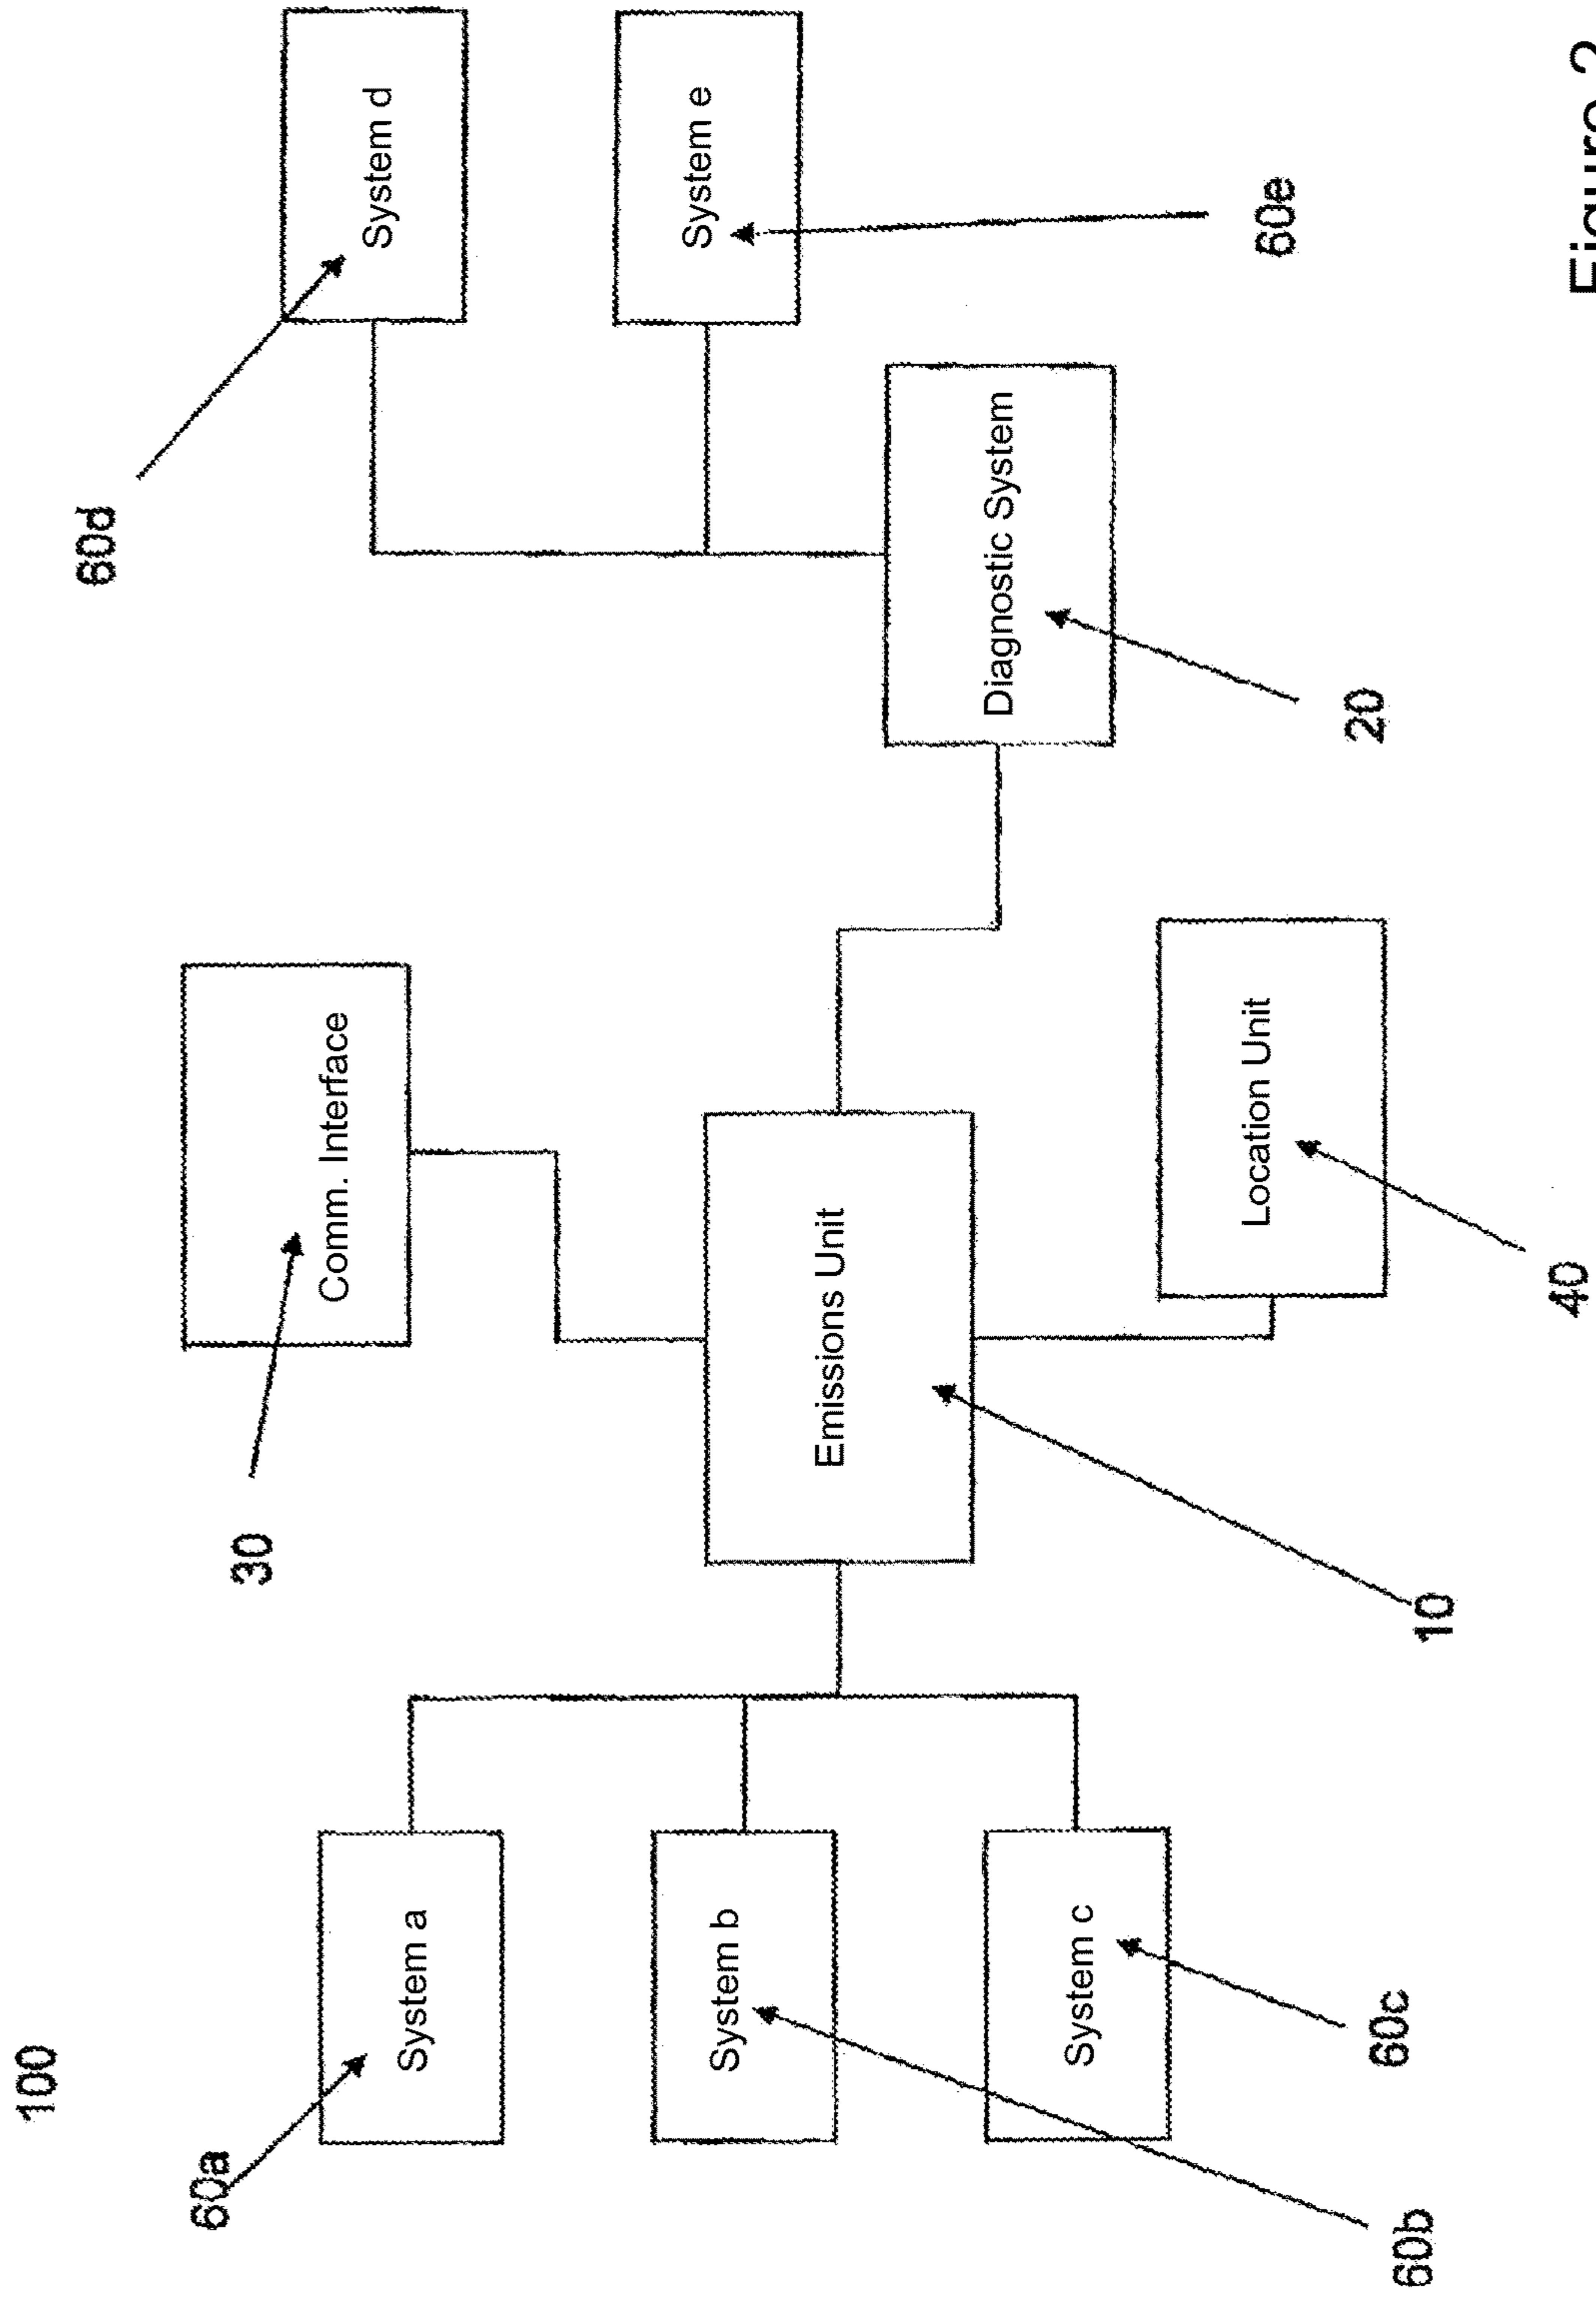 100
60a
System a
60b
System b
60c
System c
30
Comm. Interface
Emissions Unit
10
Location Unit
40
60d
System d
System e
60e
Diagnostic System
20
Figure 2